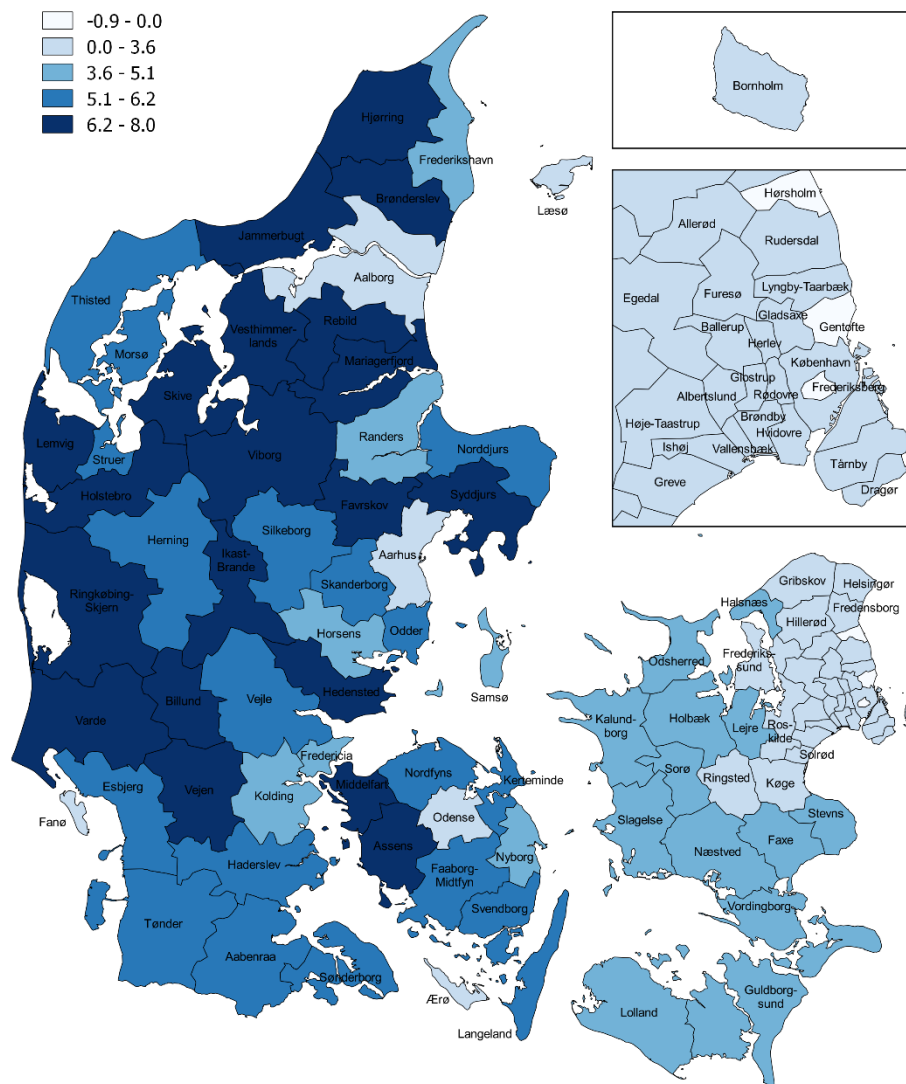 -0.9 - 0.0
0.0 - 3.6
3.6 - 5.1
5.1 - 6.2
6.2 - 8.0
Bornholm
Hjørring
Frederikshavn
Brønderslev
Læsø
Jammerbugt
Aalborg
Thisted
Vesthimmer-
lands
Rebild
Morsø
Mariagerfjord
Skive
Lemvig
Struer
Viborg
Randers
Norddjurs
Holstebro
Favrskov
Syddjurs
Herning
Silkeborg
Ikast-
Brande
Aarhus
Skanderborg
Ringkøbing-
Skjern
Horsens
Odder
Samsø
Hedensted
Billund
Vejle
Varde
Fredericia
Esbjerg
Vejen
Kolding
Fanø
Middelfart
Nordfyns
Kerteminde
Odense
Assens
Nyborg
Haderslev
Faaborg-
Midtfyn
Svendborg
Tønder
Aabenraa
Sønderborg
Ærø
Langeland
Hørsholm
Allerød
Rudersdal
Egedal
Furesø
Lyngby-Taarbæk
Gladsaxe
Ballerup
Herlev
Gentofte
København
Glostrup
Rødovre
Frederiksberg
Albertslund
Brøndby
Høje-Taastrup
Hvidovre
Ishøj
Vallensbæk
Greve
Tårnby
Dragør
Gribskov
Helsingør
Halsnæs
Fredensborg
Hillerød
Frederiks-
sund
Odsherred
Kalund-
borg
Holbæk
Lejre
Ros-
kilde
Solrød
Sorø
Ringsted
Køge
Slagelse
Stevns
Næstved
Faxe
Vordingborg
Guldborg-
sund
Lolland